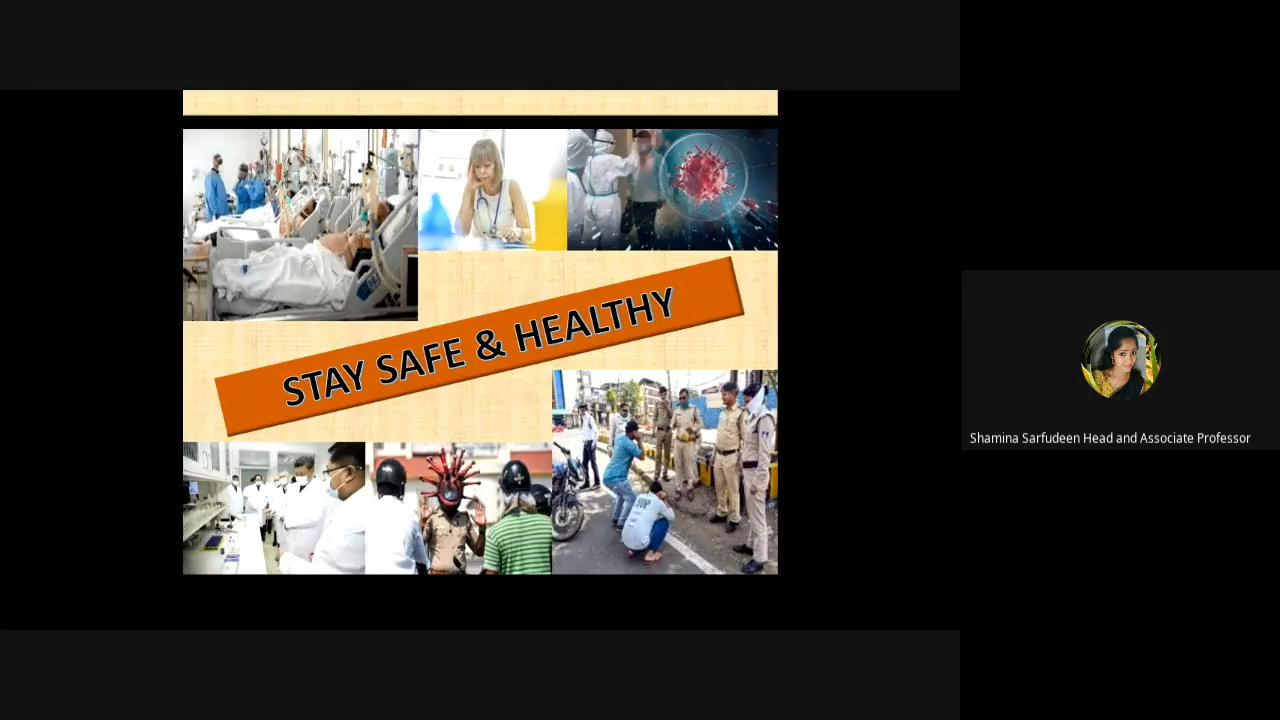 STAY SAFE & HEALTHY
Shamina Sarfudeen Head and Associate Professor